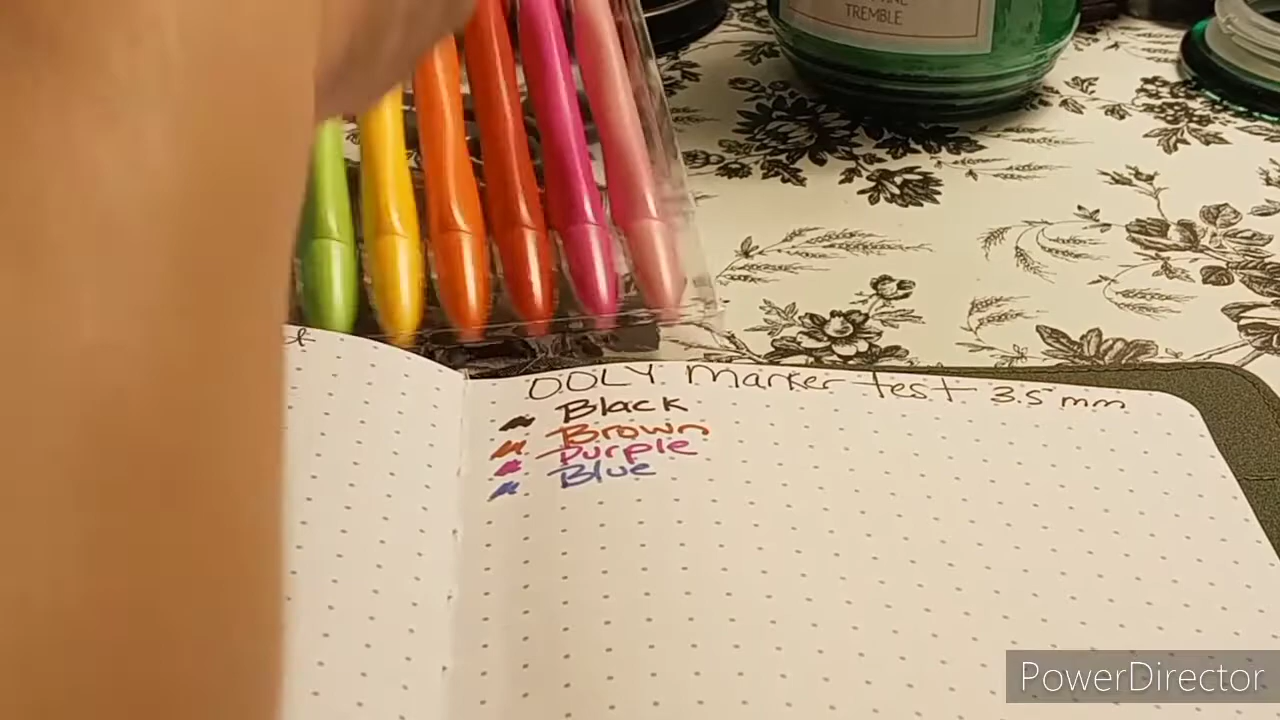 TREMBLE
OOLY Marker test 3.5 mm
Black
Brown
Purple
Blue
PowerDirector